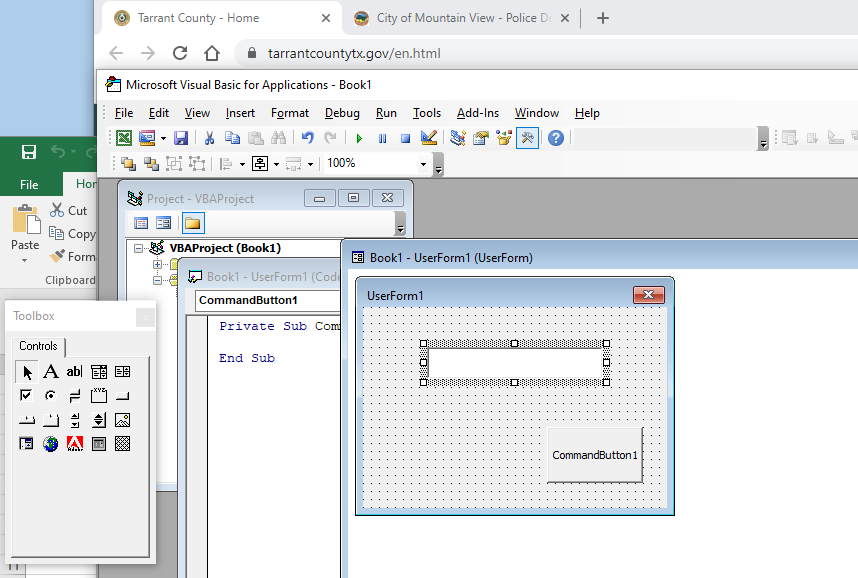 Tarrant County - Home
City of Mountain View - Police De
tarrantcountytx.gov/en.html
Microsoft Visual Basic for Applications - Book1
File Edit View Insert Format Debug Run Tools Add-Ins Window Help
100%
File Hor
Cut
Copy
Form
Paste
Clipboard
Project - VBAProject
VBAProject (Book1)
Book1 - UserForm1 (Code
CommandButton1
Private Sub Com
End Sub
Book1 - UserForm1 (UserForm)
UserForm1
CommandButton1
Toolbox
Controls
A ab|
XYZ